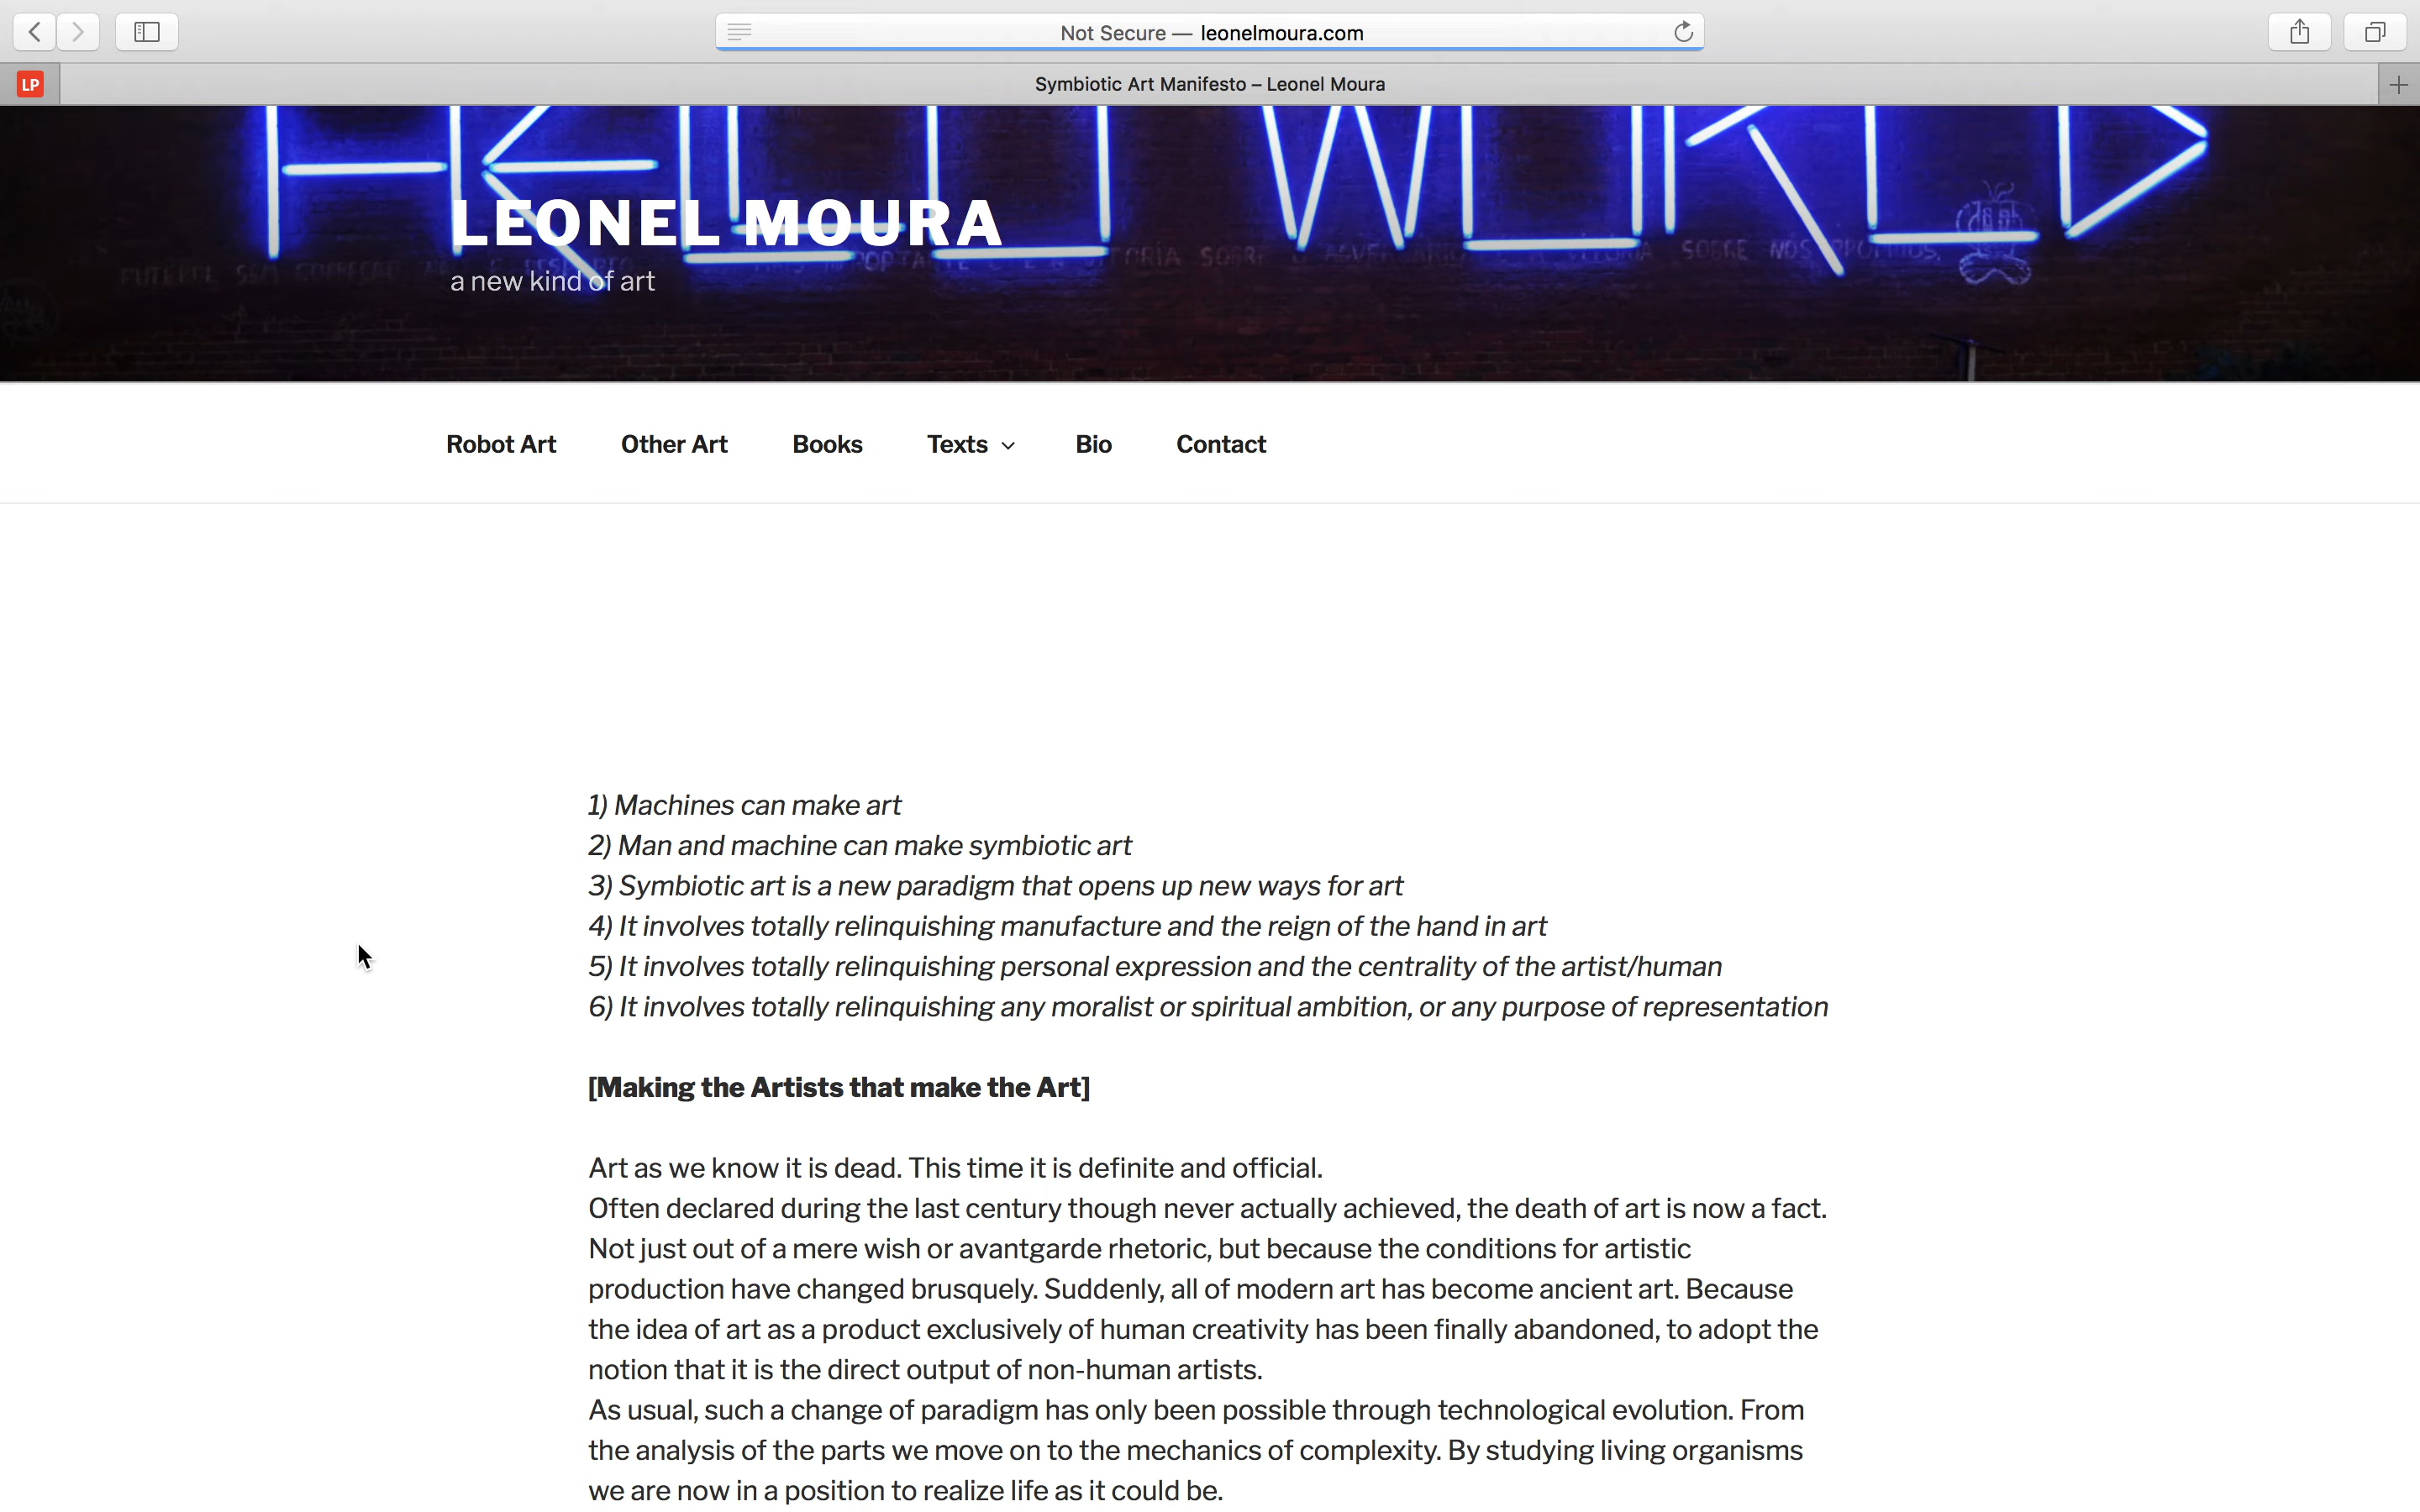 Not Secure — leonelmoura.com
LP
Symbiotic Art Manifesto – Leonel Moura
HELLO WORLD
LEONEL MOURA
a new kind of art
SOBRE NOS PROPRIOS.
Robot Art Other Art Books Texts Bio Contact
1) Machines can make art
2) Man and machine can make symbiotic art
3) Symbiotic art is a new paradigm that opens up new ways for art
4) It involves totally relinquishing manufacture and the reign of the hand in art
5) It involves totally relinquishing personal expression and the centrality of the artist/human
6) It involves totally relinquishing any moralist or spiritual ambition, or any purpose of representation
[Making the Artists that make the Art]
Art as we know it is dead. This time it is definite and official.
Often declared during the last century though never actually achieved, the death of art is now a fact.
Not just out of a mere wish or avantgarde rhetoric, but because the conditions for artistic
production have changed brusquely. Suddenly, all of modern art has become ancient art. Because
the idea of art as a product exclusively of human creativity has been finally abandoned, to adopt the
notion that it is the direct output of non-human artists.
As usual, such a change of paradigm has only been possible through technological evolution. From
the analysis of the parts we move on to the mechanics of complexity. By studying living organisms
we are now in a position to realize life as it could be.